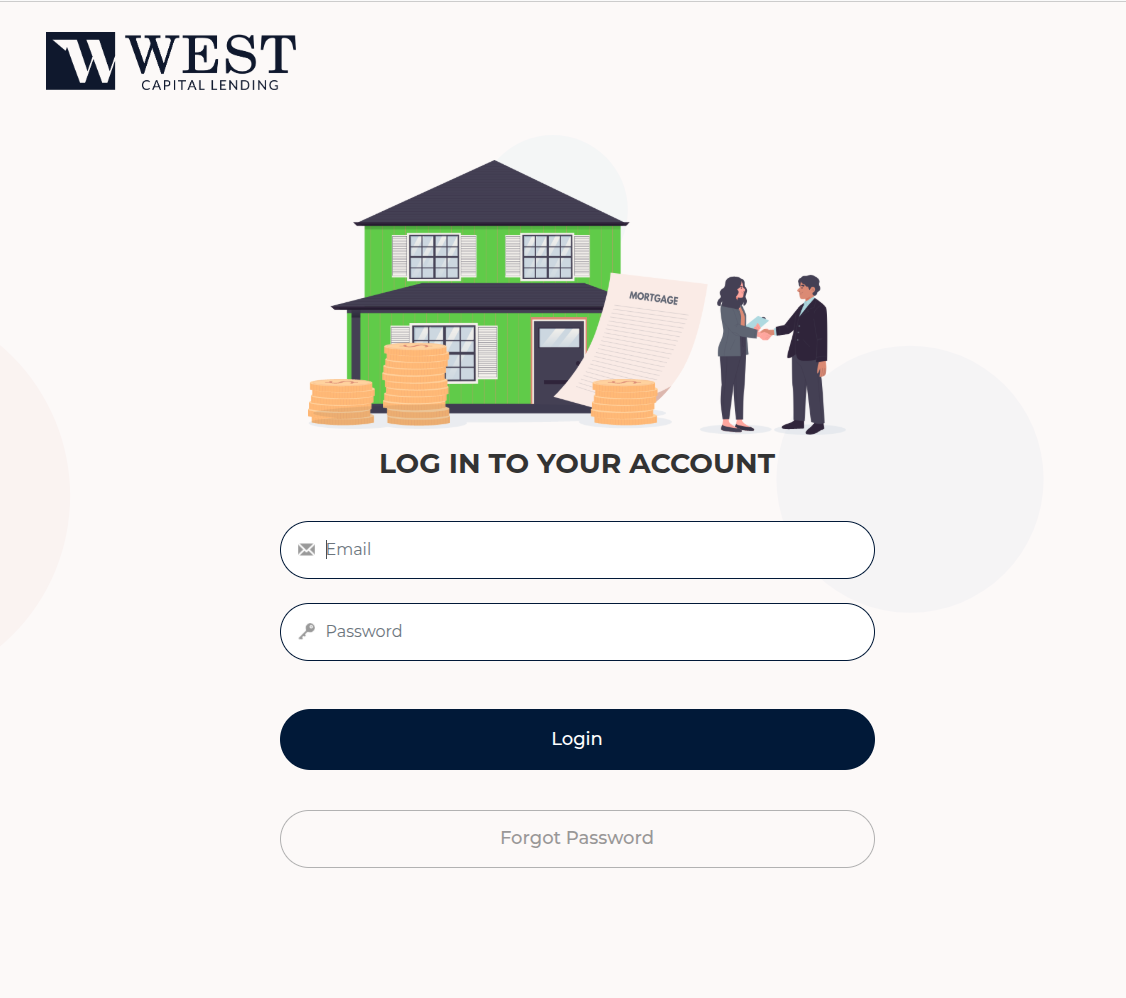 WEST
CAPITAL LENDING
MORTGAGE
LOG IN TO YOUR ACCOUNT
Email
Password
Login
Forgot Password